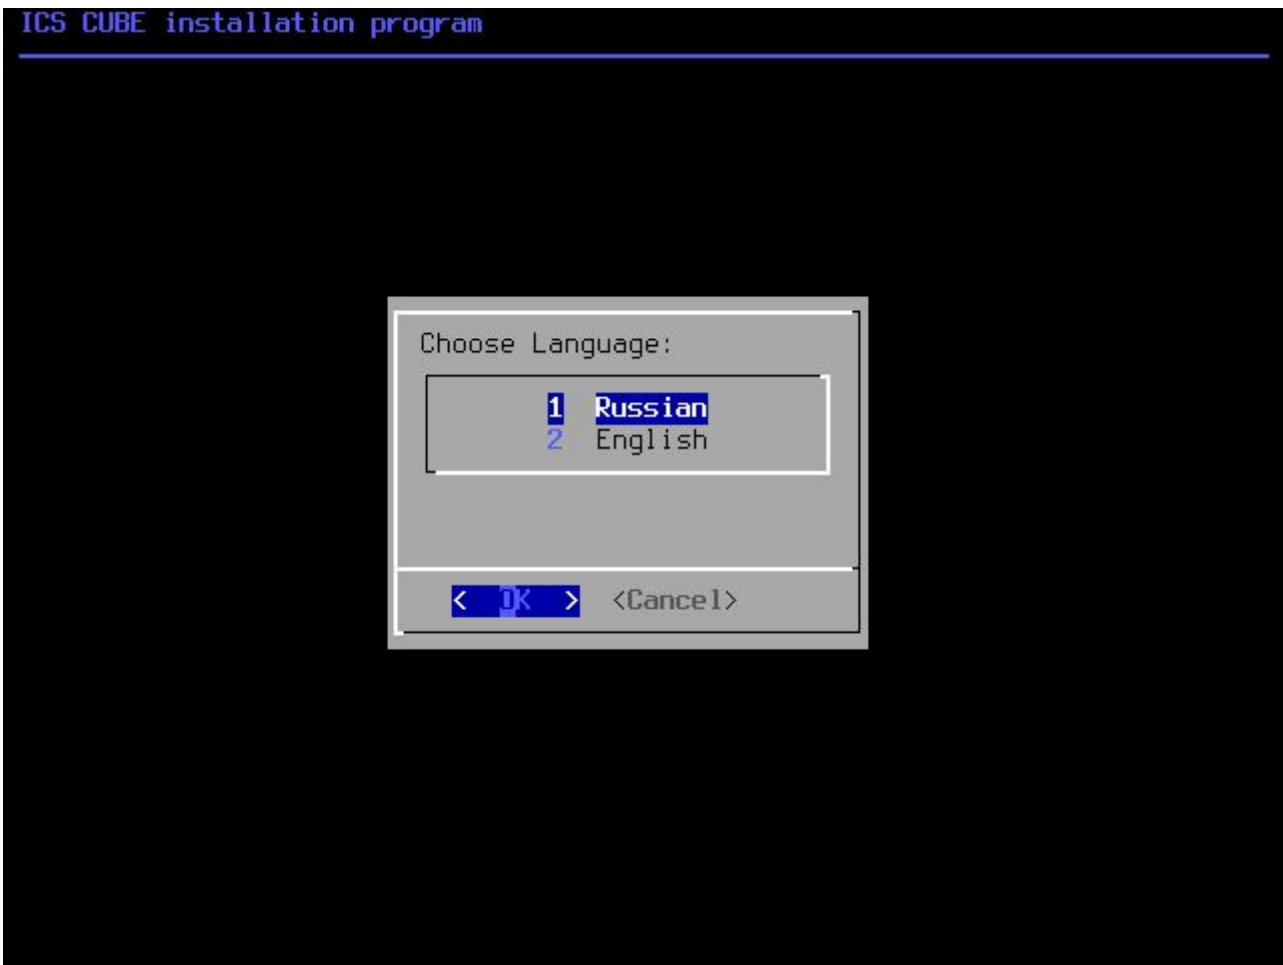 ICS CUBE installation program
Choose Language:
1 Russian
2 English
< OK > <Cancel>